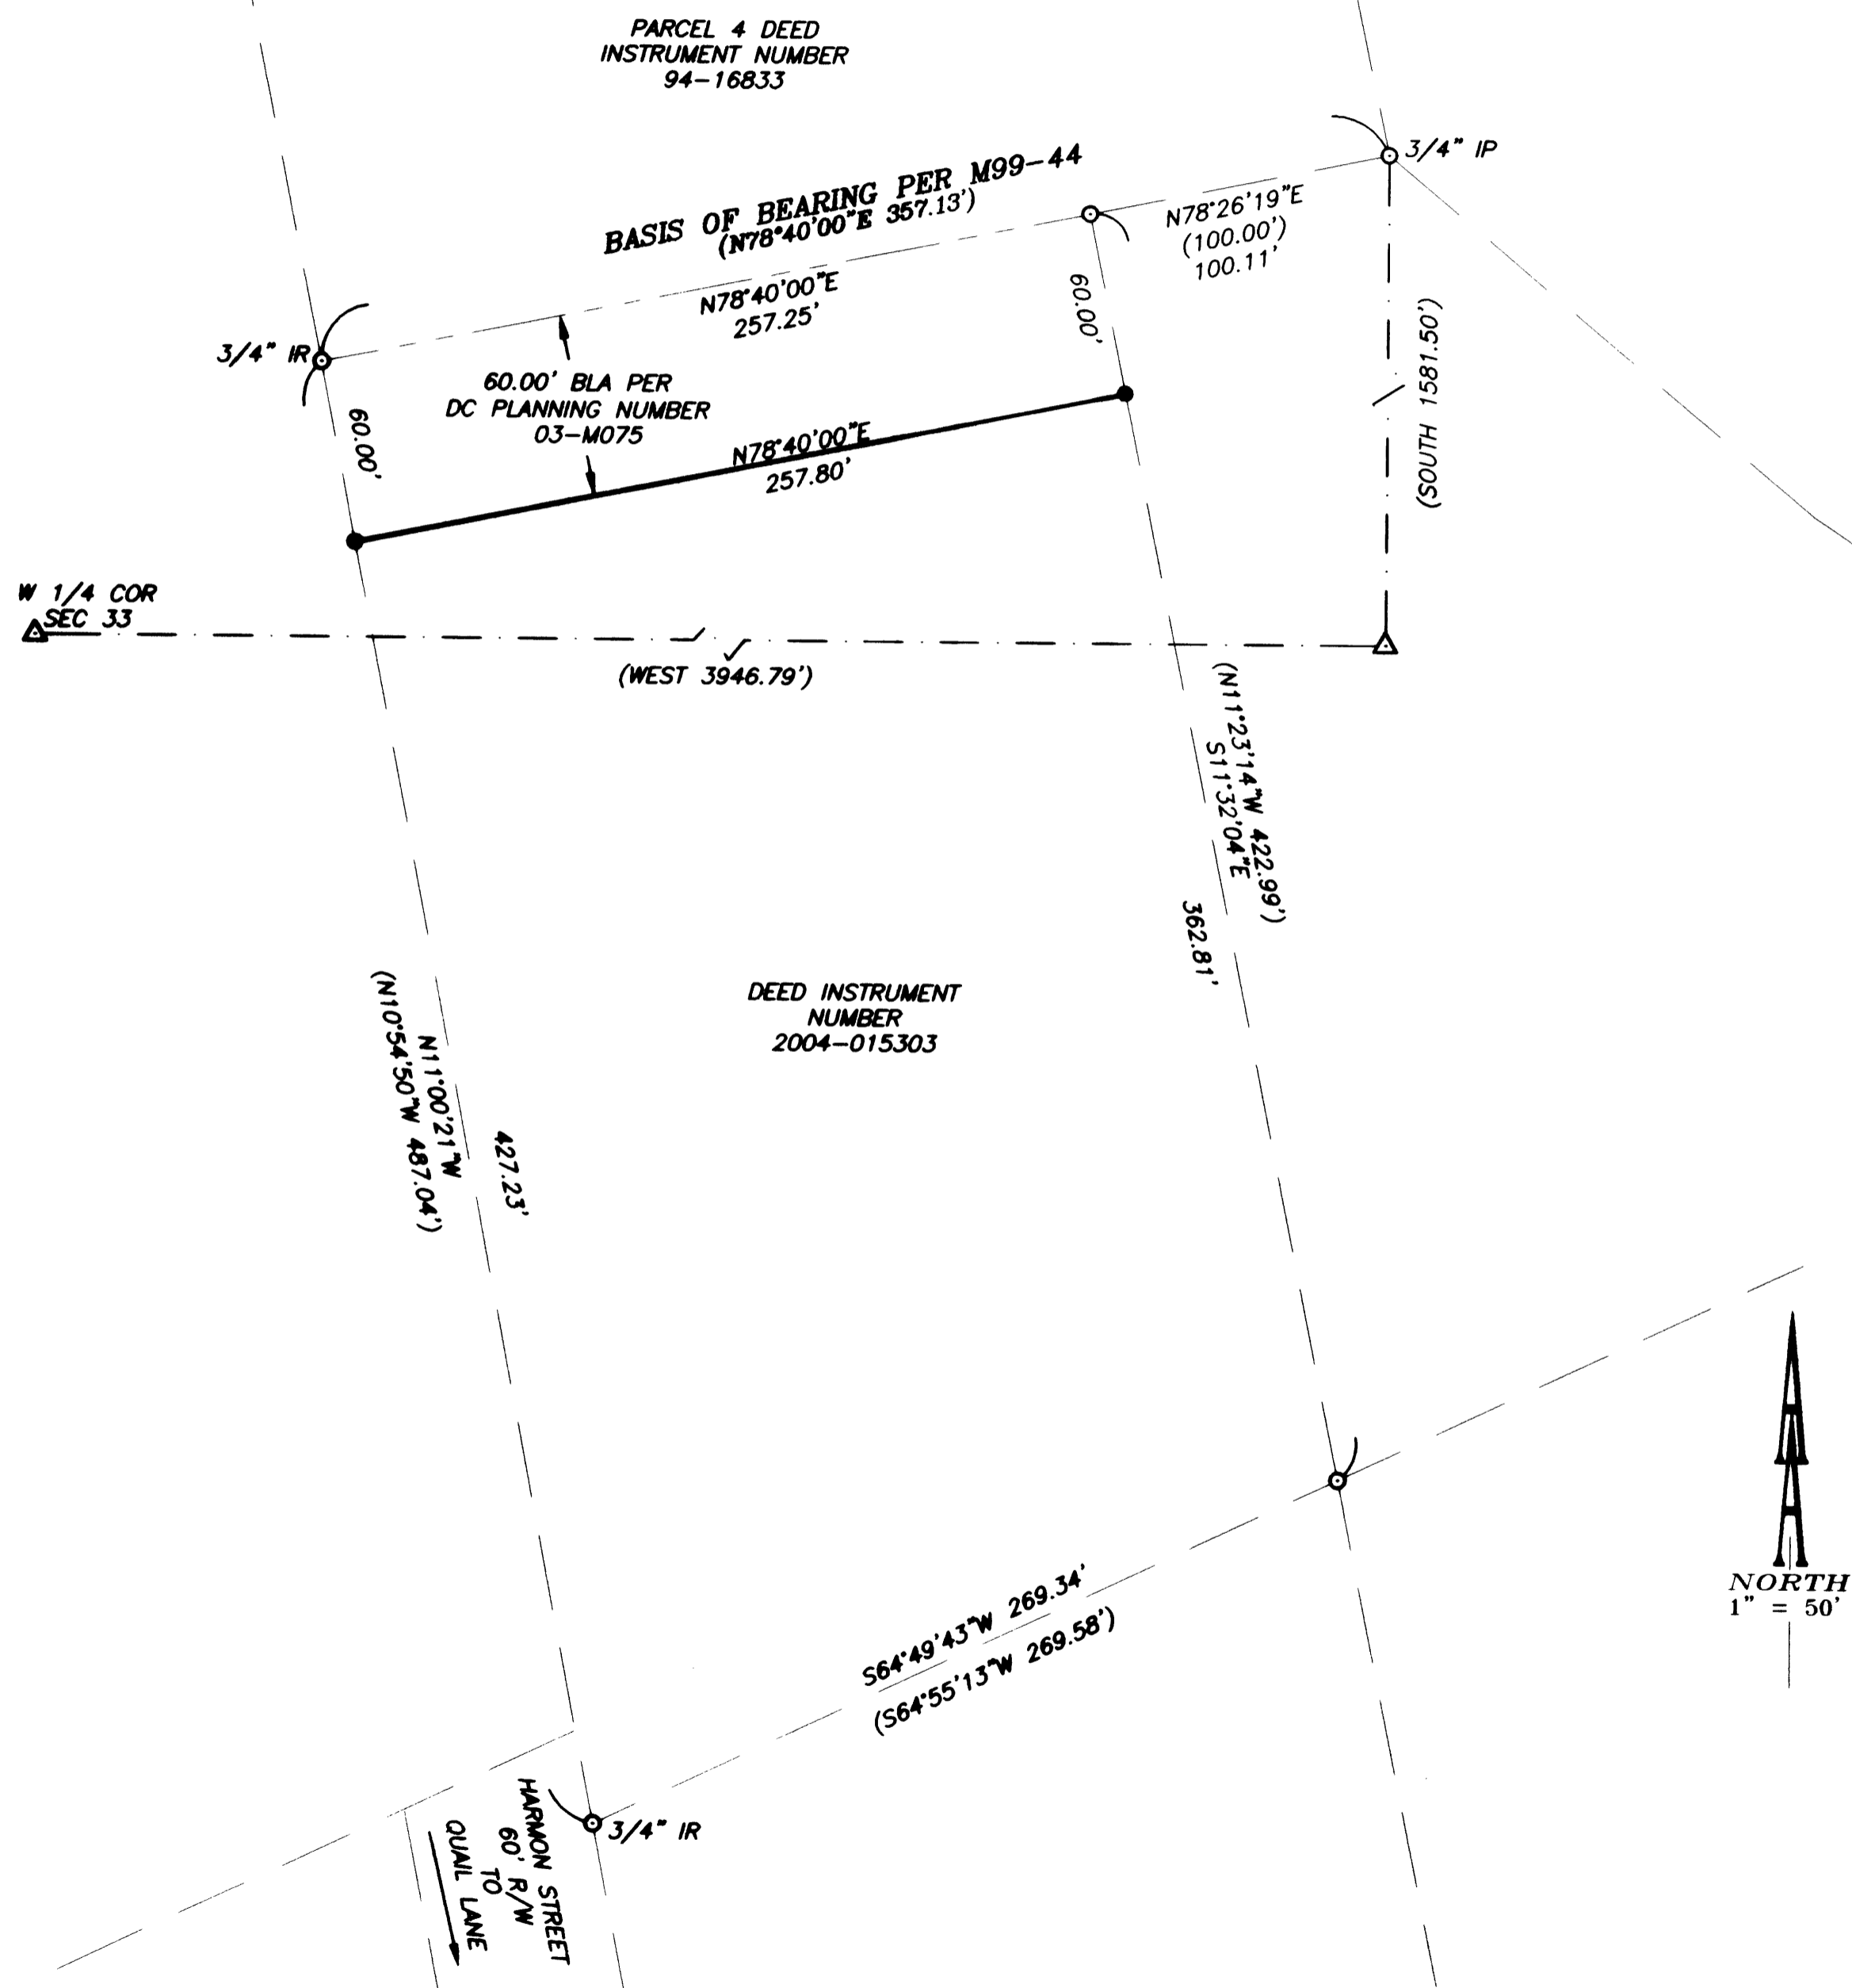 PARCEL 4 DEED
INSTRUMENT NUMBER
94-16833
3/4" IP
BASIS OF BEARING PER M99-44
(N78°40'00"E 357.13')
N78°26'19"E
(100.00')
100.11'
N78°40'00"E
257.25'
60.00'
(SOUTH 1581.50')
3/4" IR
60.00' BLA PER
DC PLANNING NUMBER
03-M075
60.00'
N78°40'00"E
257.80'
W 1/4 COR
SEC 33
(WEST 3946.79')
(N11°23'14"W 422.99')
S11°32'04"E
362.81'
DEED INSTRUMENT
NUMBER
2004-015303
N11°00'21"W
(N10°54'50"W 487.04')
427.23'
S64°49'43"W 269.34'
(S64°55'13"W 269.58')
NORTH
1" = 50'
3/4" IR
HARMON STREET
60' R/W
TO
QUAIL LANE